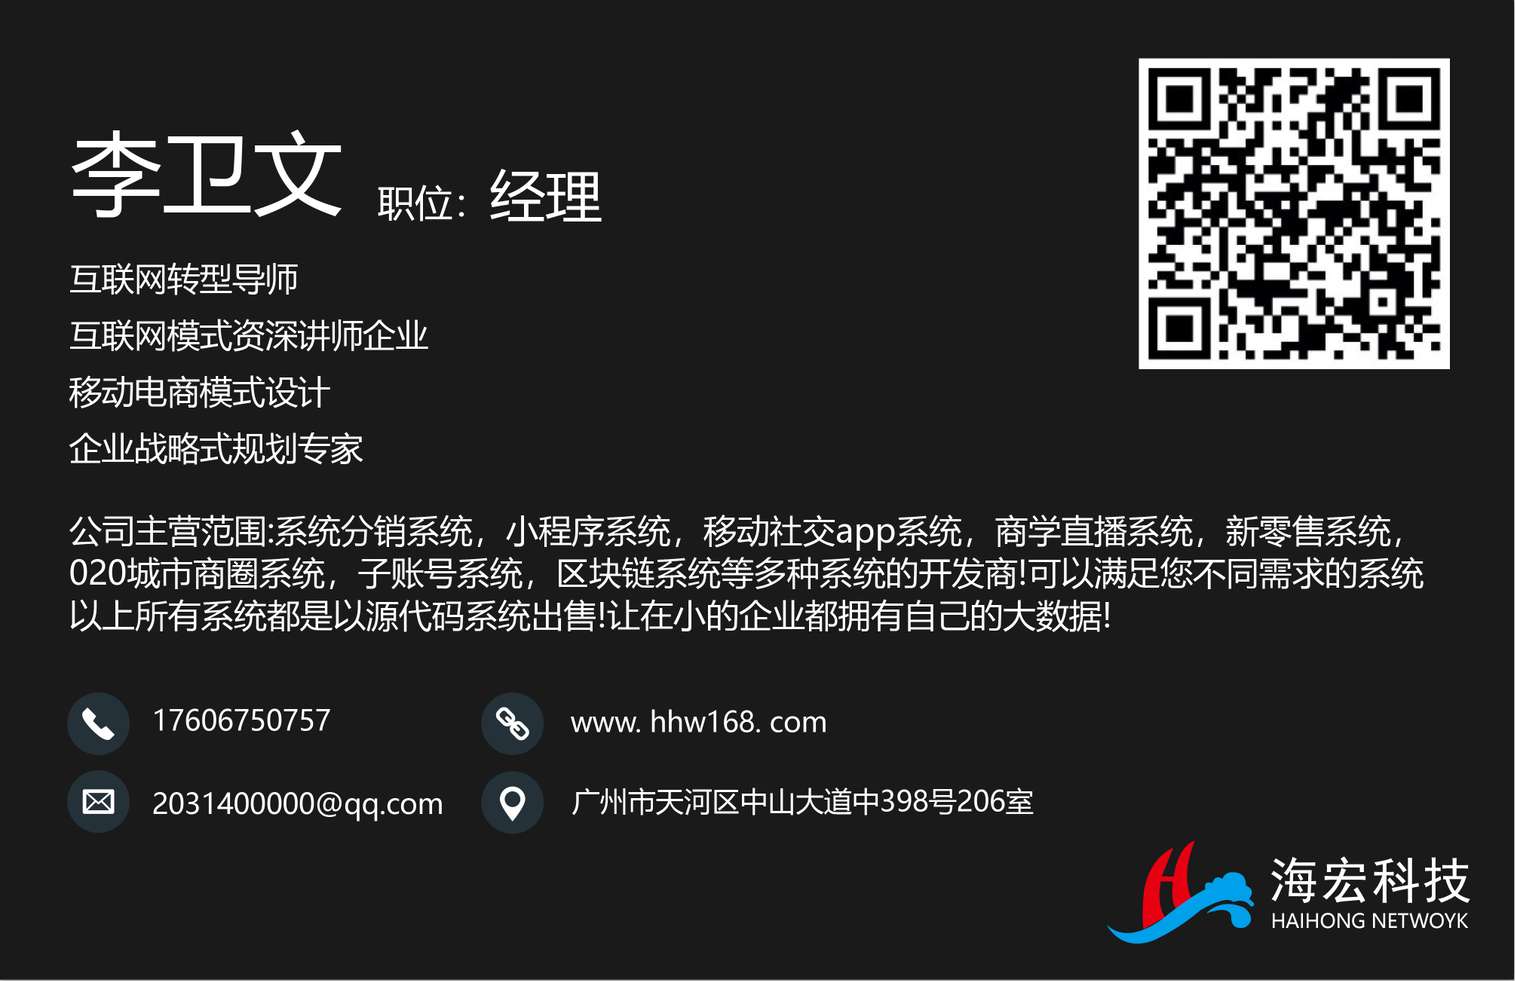 李卫文 职位：经理
互联网转型导师
互联网模式资深讲师企业
移动电商模式设计
企业战略式规划专家
公司主营范围:系统分销系统，小程序系统，移动社交app系统，商学直播系统，新零售系统，
020城市商圈系统，子账号系统，区块链系统等多种系统的开发商!可以满足您不同需求的系统
以上所有系统都是以源代码系统出售!让在小的企业都拥有自己的大数据!
17606750757
www. hhw168. com
2031400000@qq.com
广州市天河区中山大道中398号206室
海宏科技
HAIHONG NETWOYK